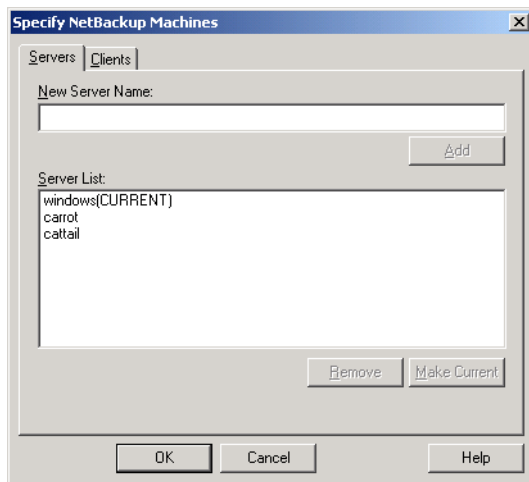 Specify NetBackup Machines
Servers Clients
New Server Name:
Add
Server List:
windows(CURRENT)
carrot
cattail
Remove Make Current
OK Cancel Help